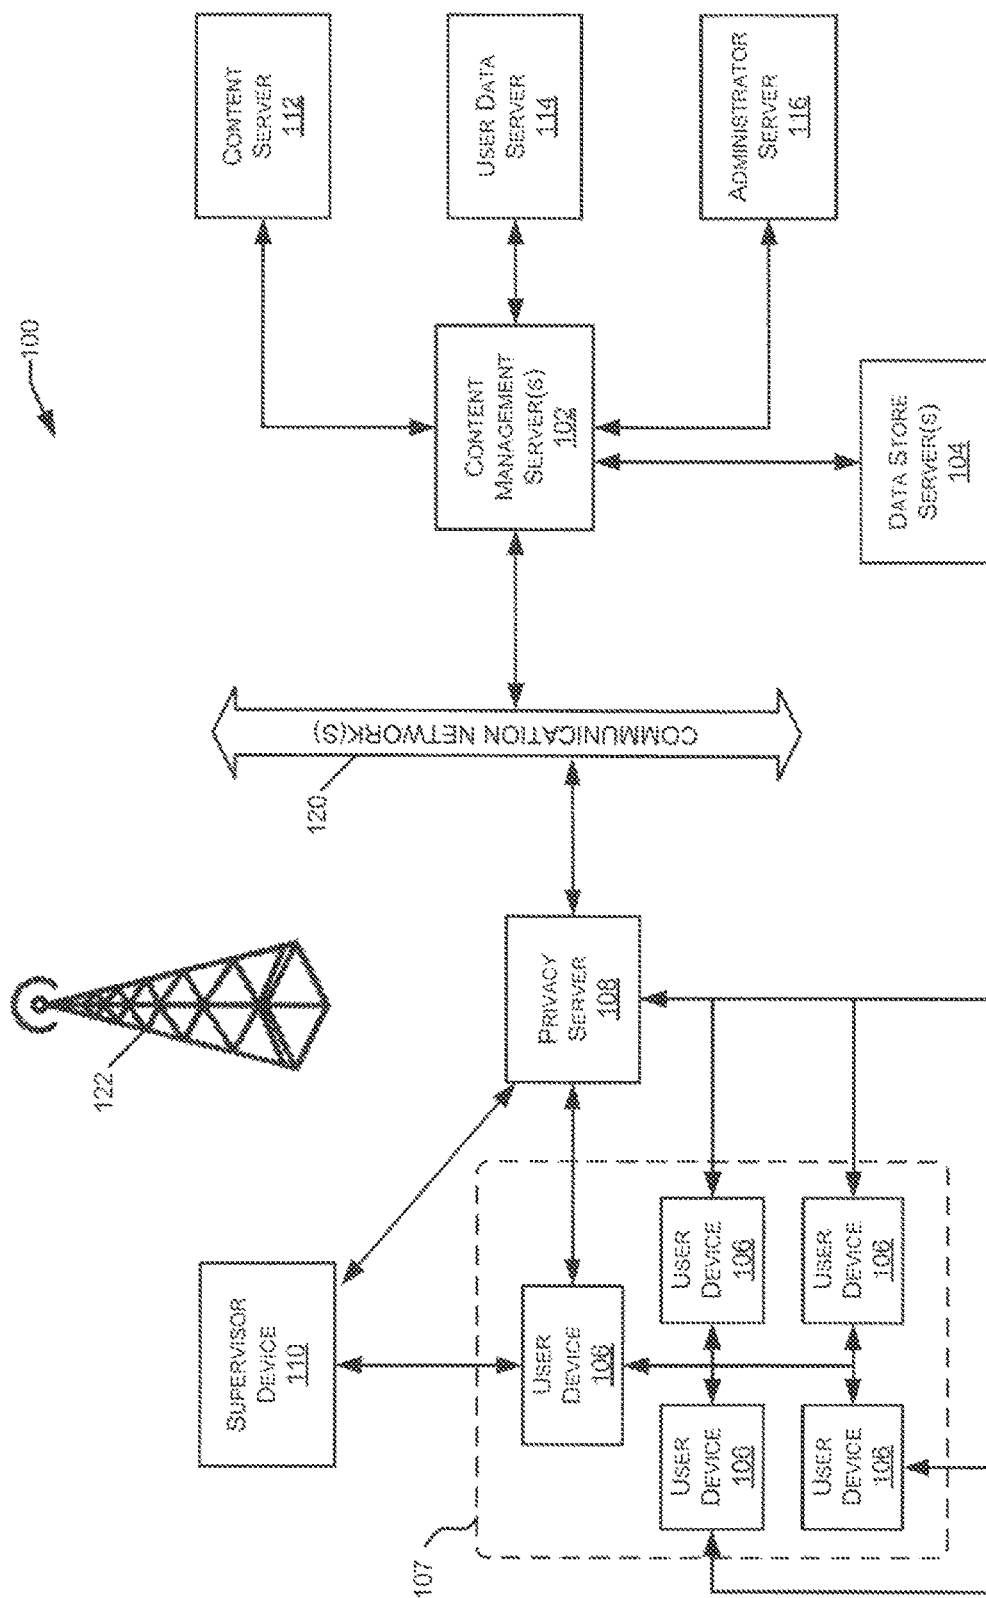 100
CONTENT
SERVER
112
USER DATA
SERVER
114
ADMINISTRATOR
SERVER
116
CONTENT
MANAGEMENT
SERVER(S)
102
DATA STORE
SERVER(S)
104
COMMUNICATION NETWORK(S)
120
122
PRIVACY
SERVER
108
SUPERVISOR
DEVICE
110
107
USER
DEVICE
106
USER
DEVICE
106
USER
DEVICE
106
USER
DEVICE
106
USER
DEVICE
106